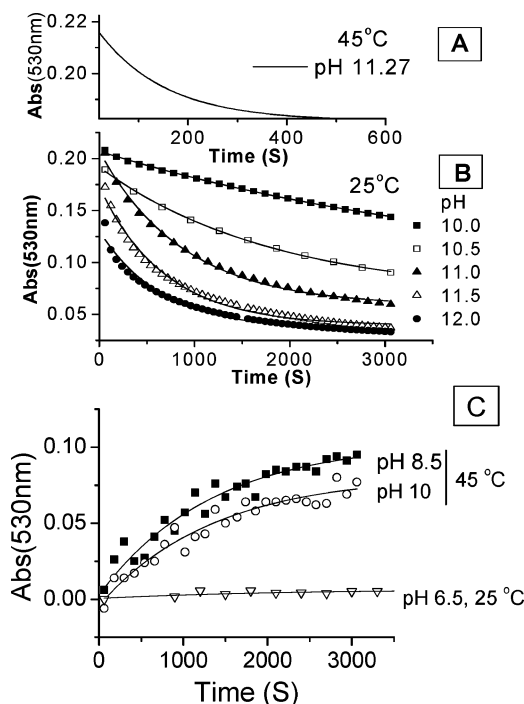 A
0.22
0.20
Abs(530nm)
45°C
pH 11.27
200 400 600
Time (S)
B
0.20
0.15
0.10
0.05
Abs(530nm)
25°C
pH
10.0
10.5
11.0
11.5
12.0
0 1000 2000 3000
Time (S)
C
0.10
0.05
0.00
Abs(530nm)
pH 8.5
pH 10
45 °C
pH 6.5, 25 °C
0 1000 2000 3000
Time (S)